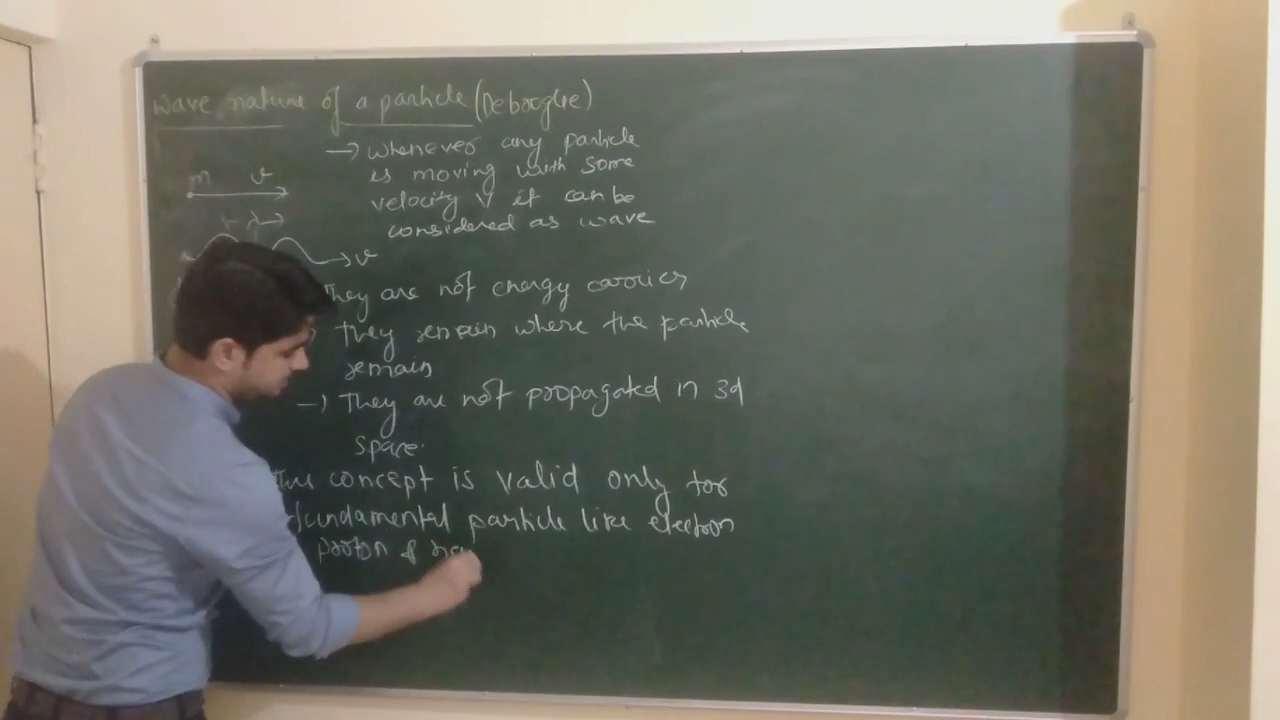 Wave nature of a particle (Debroglie)
→ Whenever any particle
is moving with some
m v
velocity V it can be
considered as wave
λ
v
They are not energy carrier
They remain where the particle
remain
→ They are not propagated in 3d
space.
The concept is valid only for
fundamental particle like electron
proton &